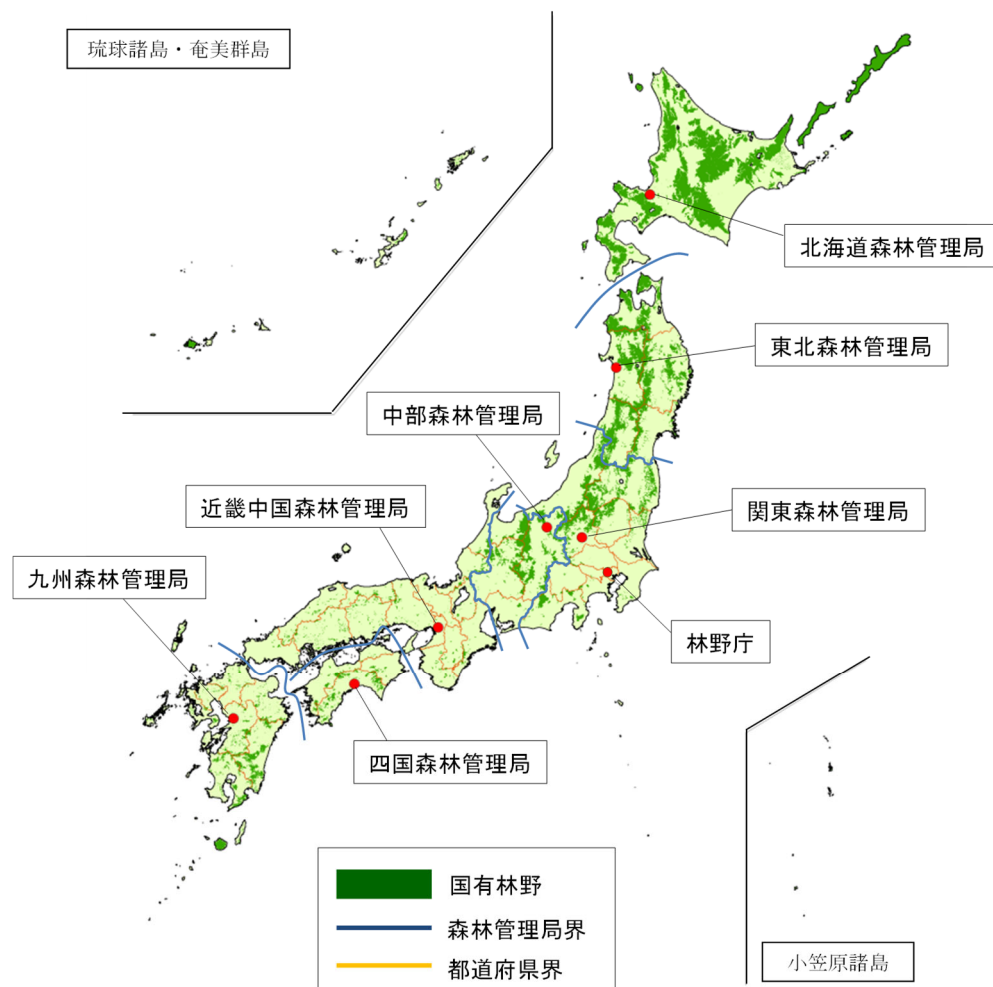 琉球諸島・奄美群島
北海道森林管理局
東北森林管理局
中部森林管理局
近畿中国森林管理局
関東森林管理局
九州森林管理局
林野庁
四国森林管理局
国有林野
森林管理局界
都道府県界
小笠原諸島